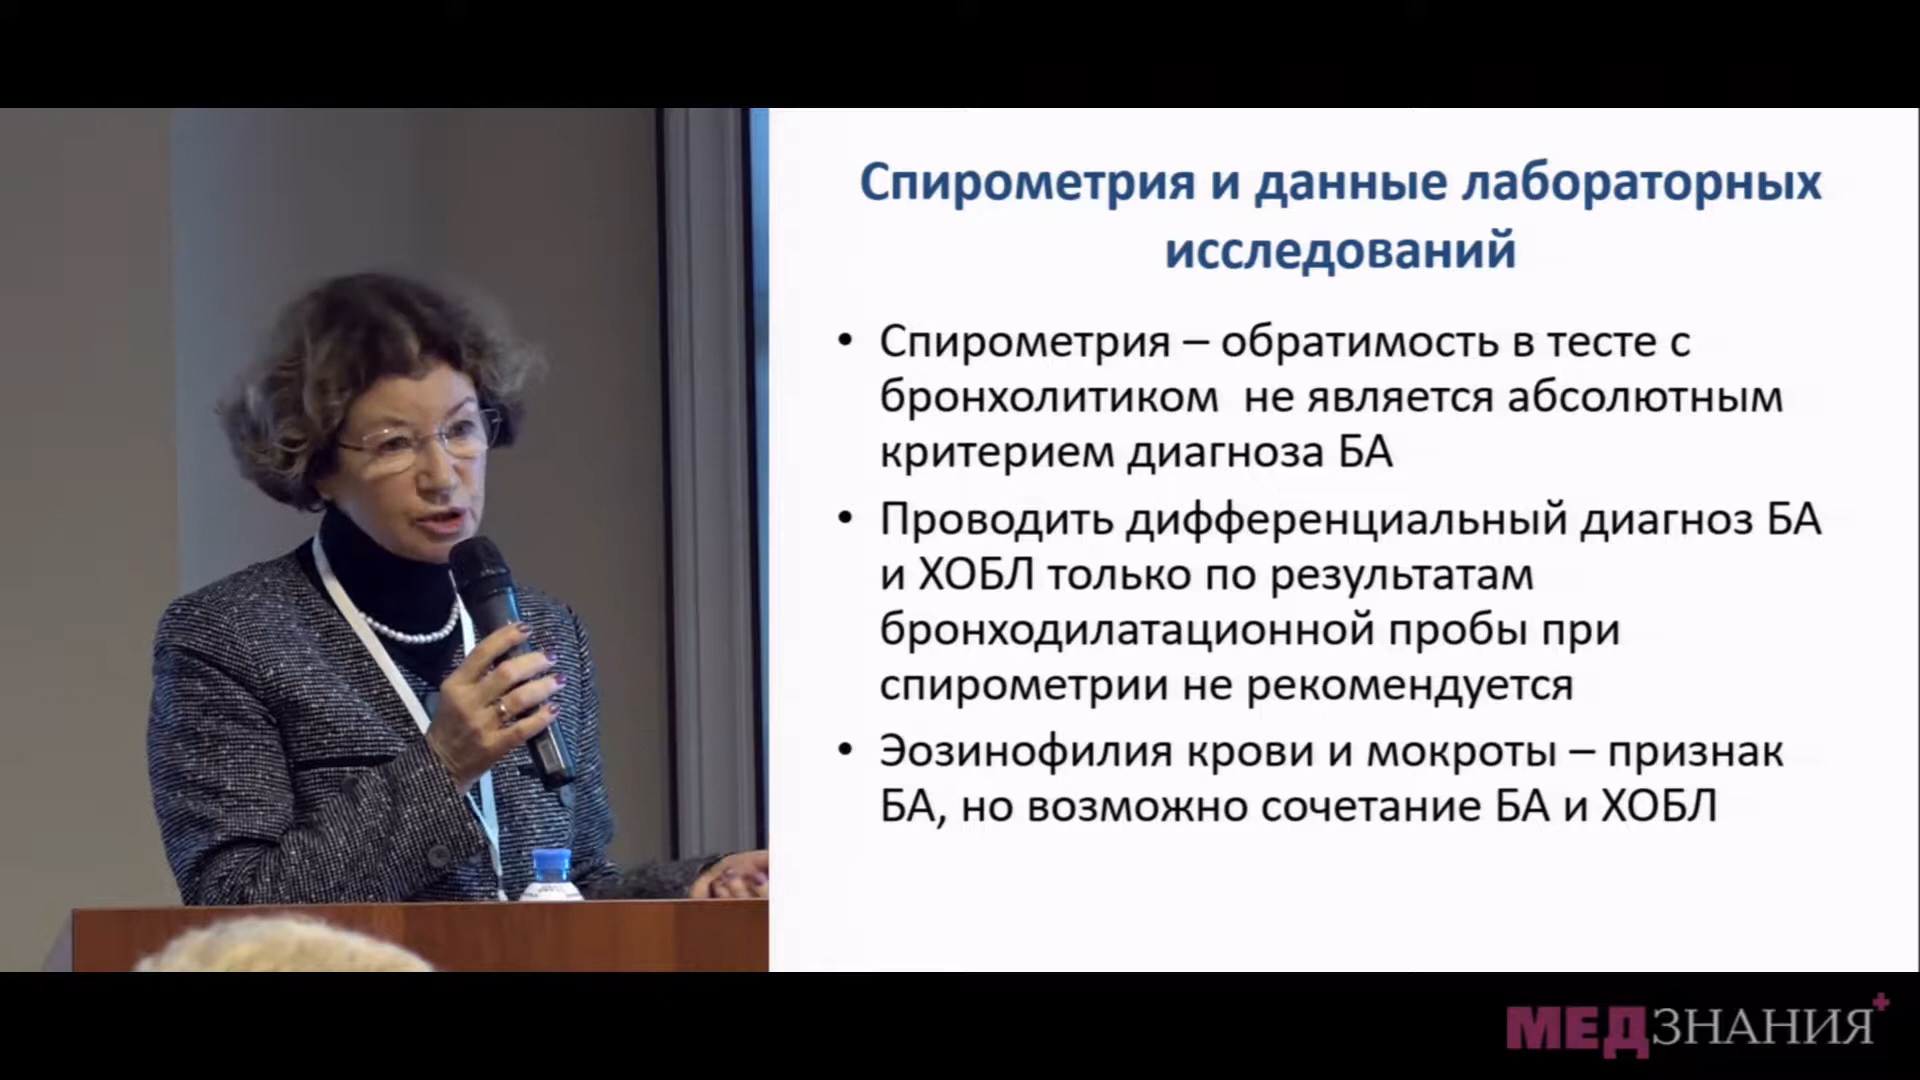 Спирометрия и данные лабораторных
исследований
• Спирометрия – обратимость в тесте с
бронхолитиком не является абсолютным
критерием диагноза БА
• Проводить дифференциальный диагноз БА
и ХОБЛ только по результатам
бронходилатационной пробы при
спирометрии не рекомендуется
• Эозинофилия крови и мокроты – признак
БА, но возможно сочетание БА и ХОБЛ
МЕДЗНАНИЯ+